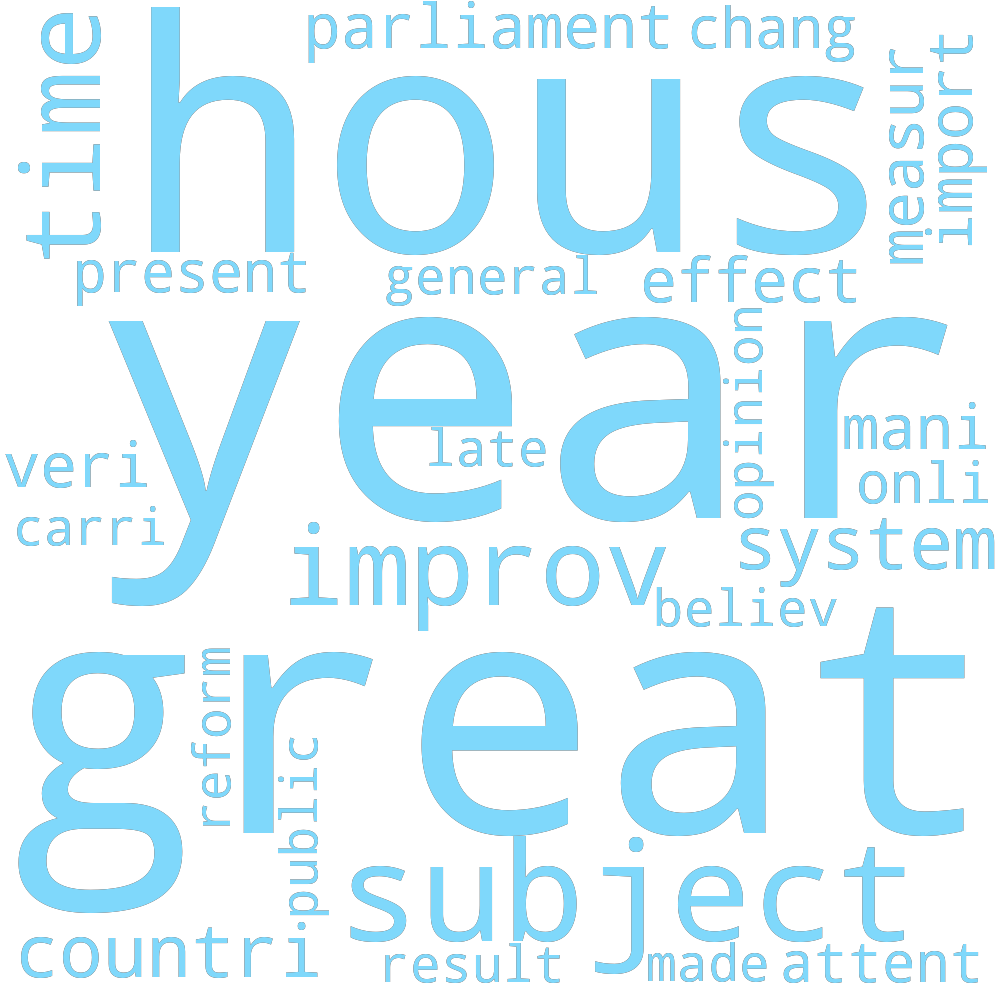 parliament
chang
hous
time
measur
import
present
general
effect
year
opinion
late
mani
veri
onli
carri
system
improv
believ
great
reform
public
subject
countri
result
made
attent